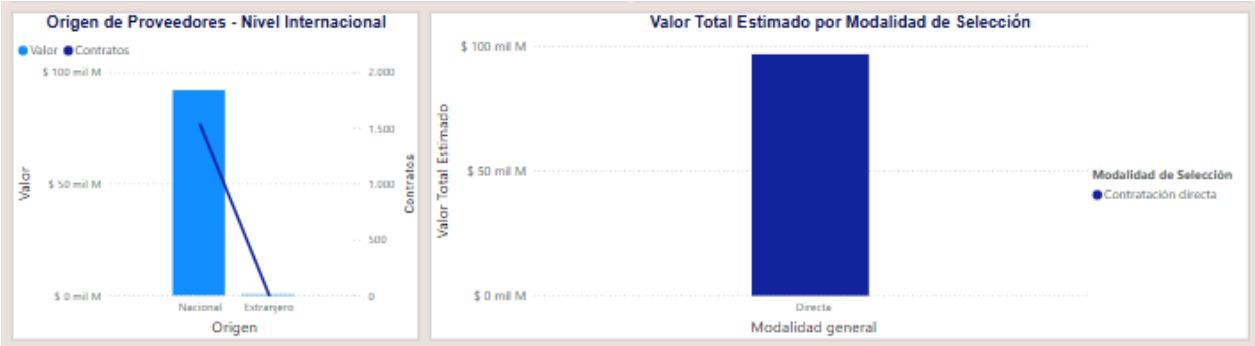 Origen de Proveedores - Nivel Internacional
Valor Contratos
$ 100 mil M
$ 50 mil M
$ 0 mil M
Valor
2.000
1.500
1.000
500
0
Contratos
Nacional Extranjero
Origen
Valor Total Estimado por Modalidad de Selección
$ 100 mil M
$ 50 mil M
$ 0 mil M
Valor Total Estimado
Directa
Modalidad general
Modalidad de Selección
Contratación directa